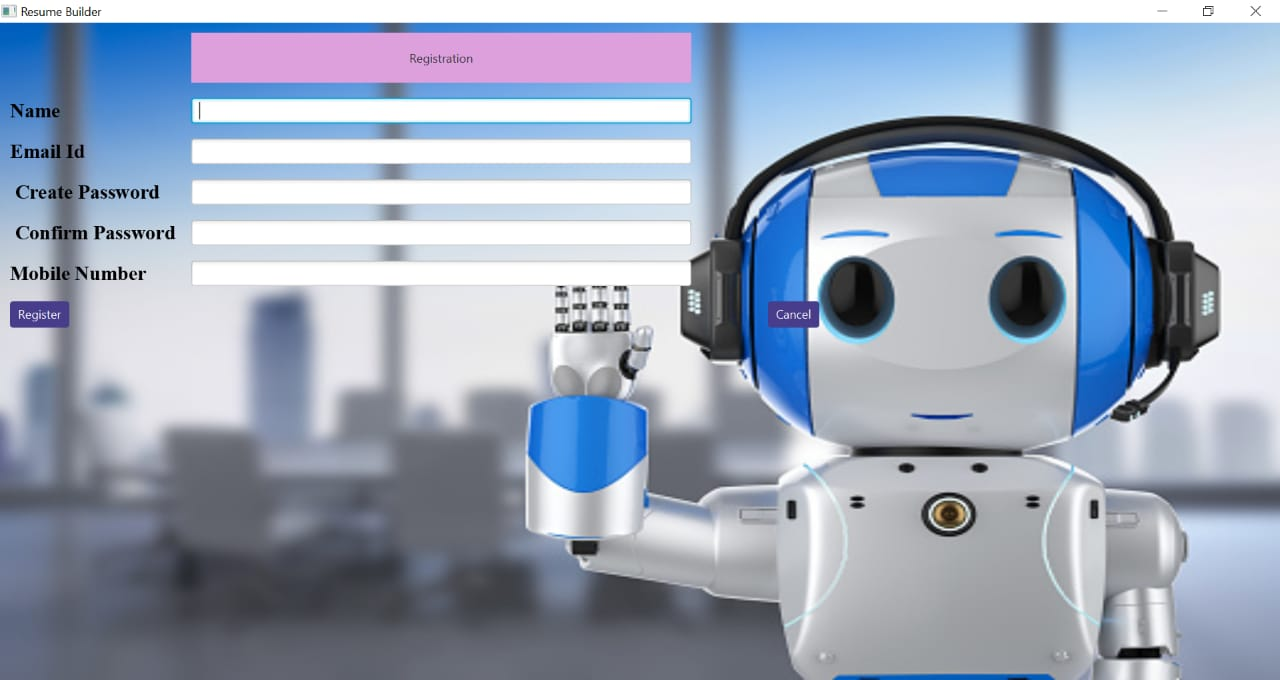 Resume Builder
Registration
Name
Email Id
Create Password
Confirm Password
Mobile Number
Register
Cancel